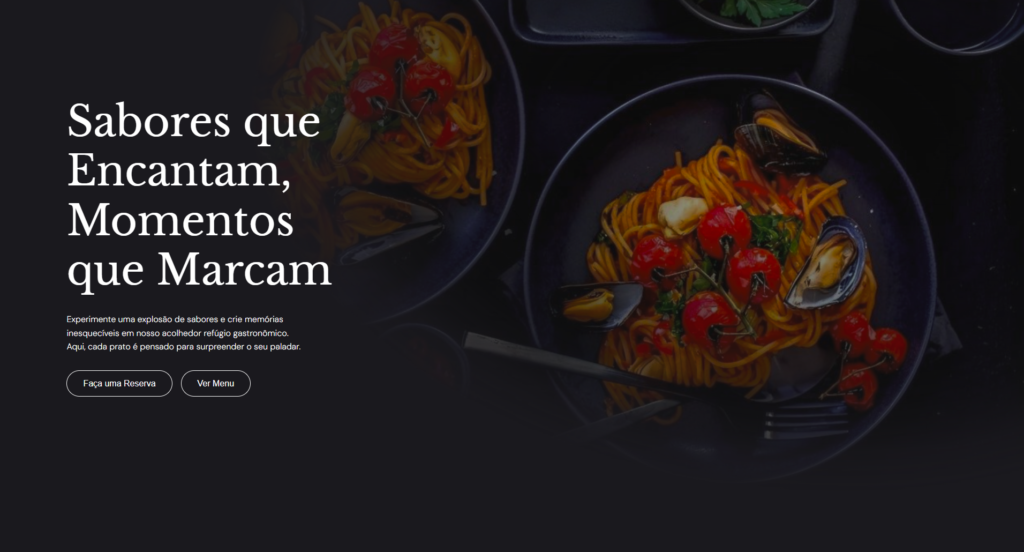 Sabores que
Encantam,
Momentos
que Marcam
Experimente uma explosão de sabores e crie memórias
inesquecíveis em nosso acolhedor refúgio gastronômico.
Aqui, cada prato é pensado para surpreender o seu paladar.
Faça uma Reserva Ver Menu